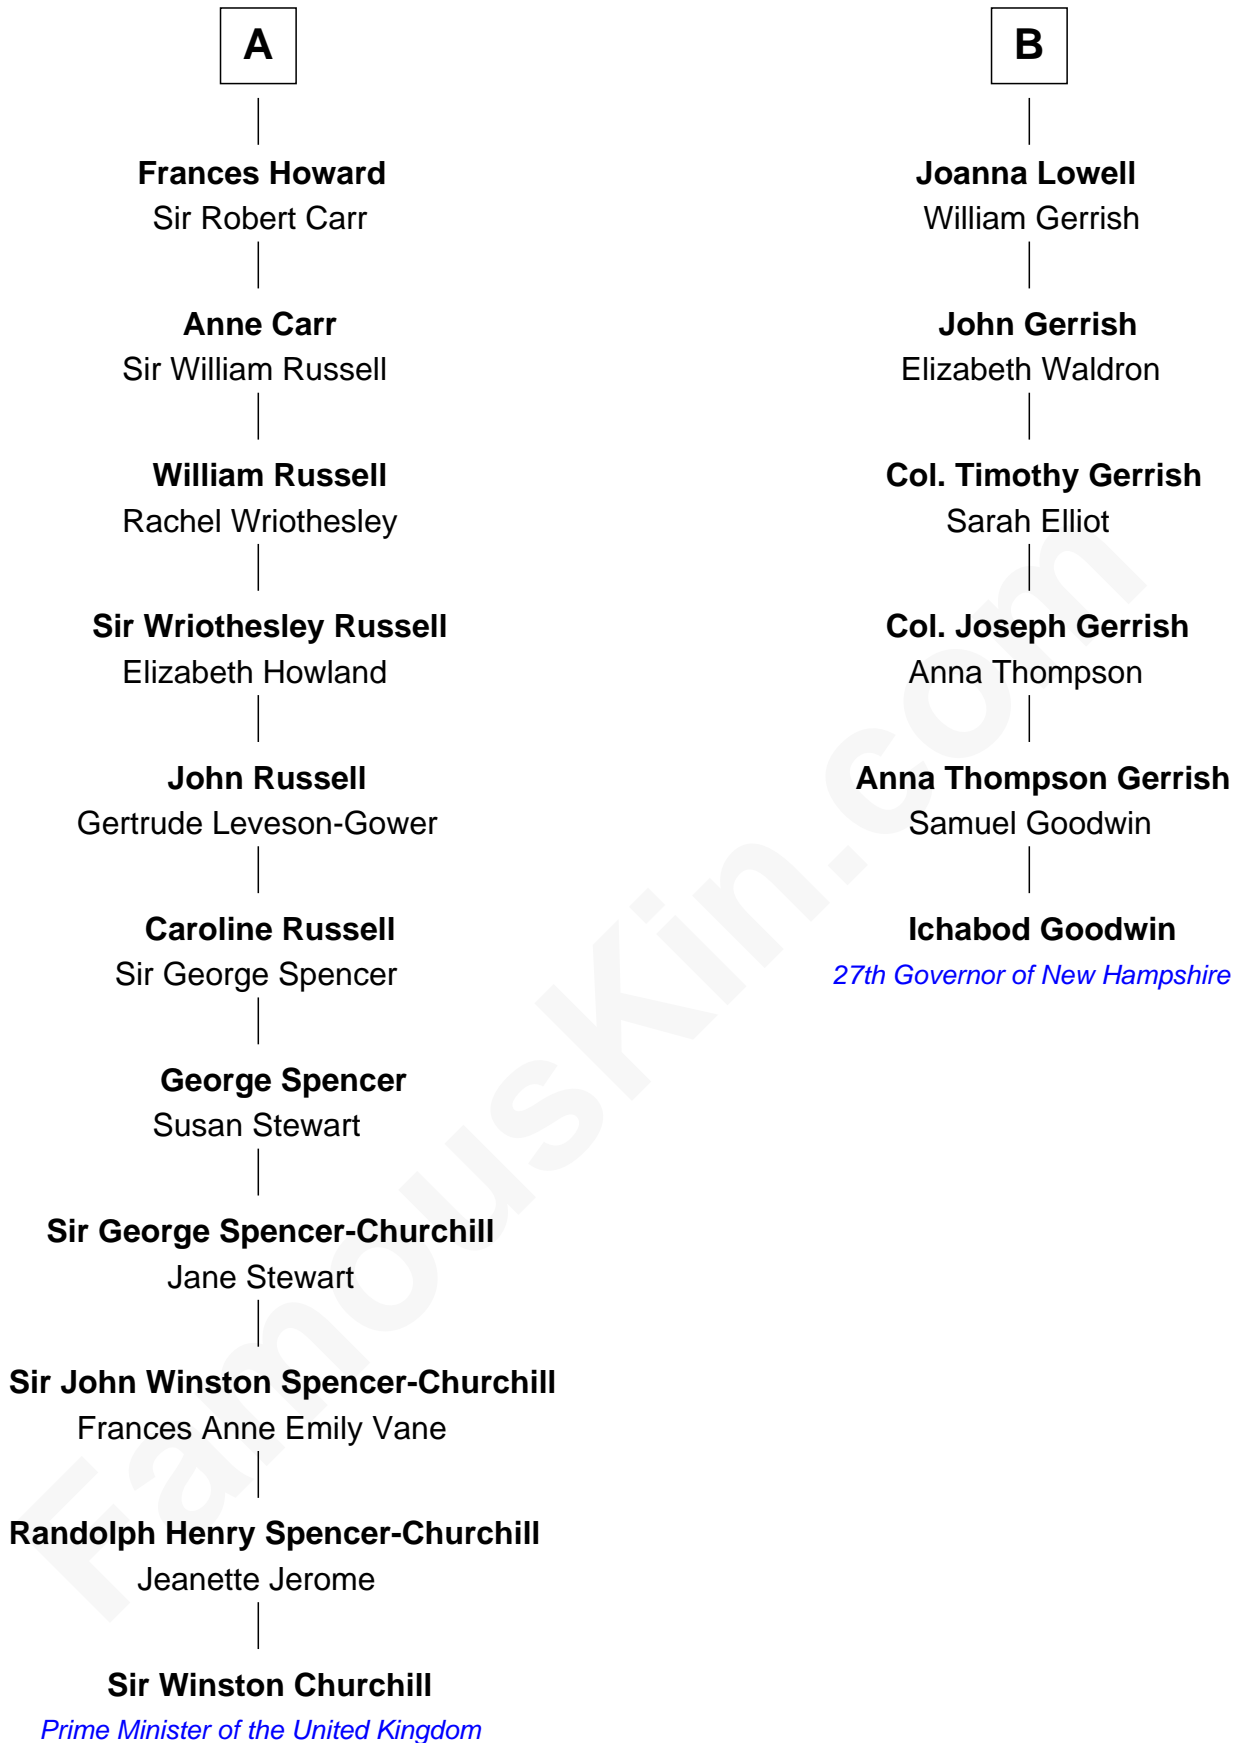 A
Frances Howard
Sir Robert Carr
Anne Carr
Sir William Russell
William Russell
Rachel Wriothesley
Sir Wriothesley Russell
Elizabeth Howland
John Russell
Gertrude Leveson-Gower
Caroline Russell
Sir George Spencer
George Spencer
Susan Stewart
Sir George Spencer-Churchill
Jane Stewart
Sir John Winston Spencer-Churchill
Frances Anne Emily Vane
Randolph Henry Spencer-Churchill
Jeanette Jerome
Sir Winston Churchill
Prime Minister of the United Kingdom
B
Joanna Lowell
William Gerrish
John Gerrish
Elizabeth Waldron
Col. Timothy Gerrish
Sarah Elliot
Col. Joseph Gerrish
Anna Thompson
Anna Thompson Gerrish
Samuel Goodwin
Ichabod Goodwin
27th Governor of New Hampshire
FamousKin.com